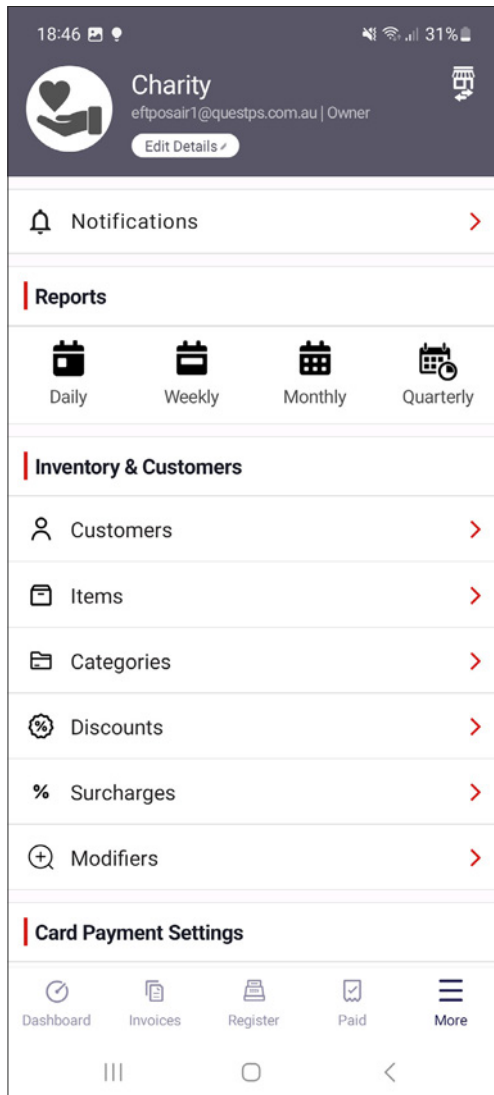 18:46 31%
Charity
eftposair1@questps.com.au | Owner
Edit Details
Notifications
Reports
Daily Weekly Monthly Quarterly
Inventory & Customers
Customers
Items
Categories
Discounts
% Surcharges
Modifiers
Card Payment Settings
Dashboard Invoices Register Paid More